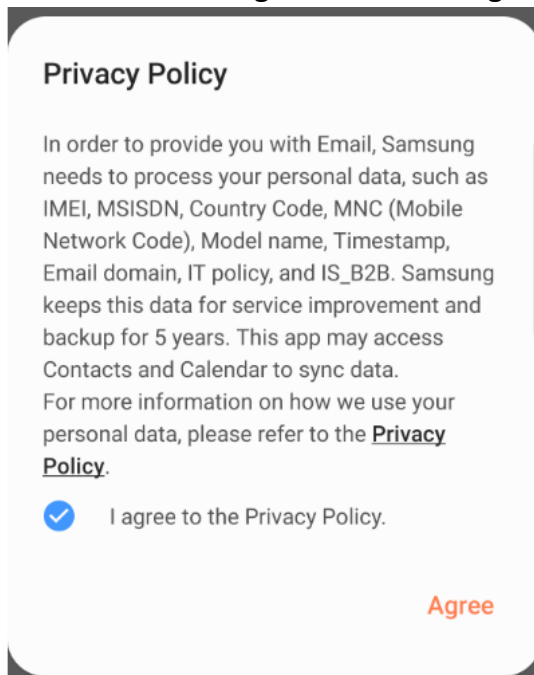 Privacy Policy
In order to provide you with Email, Samsung
needs to process your personal data, such as
IMEI, MSISDN, Country Code, MNC (Mobile
Network Code), Model name, Timestamp,
Email domain, IT policy, and IS_B2B. Samsung
keeps this data for service improvement and
backup for 5 years. This app may access
Contacts and Calendar to sync data.
For more information on how we use your
personal data, please refer to the Privacy
Policy.
I agree to the Privacy Policy.
Agree